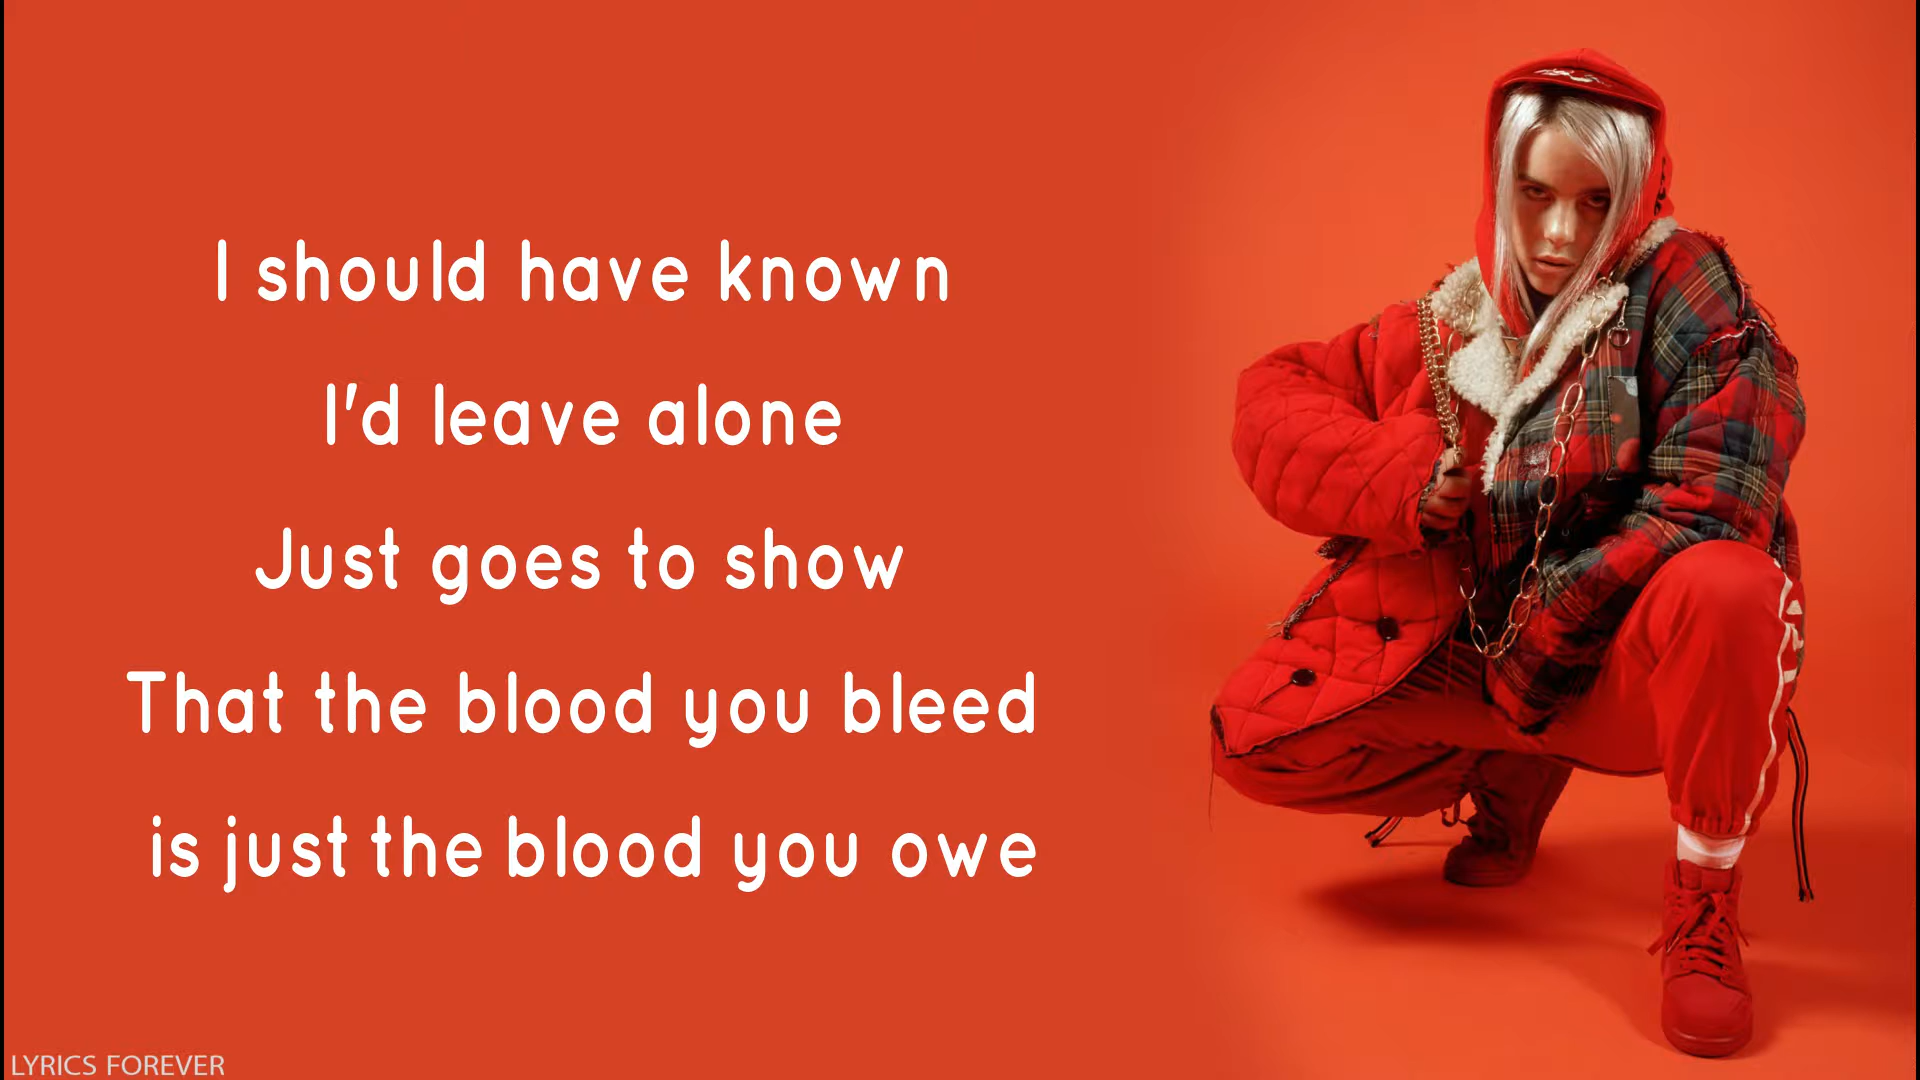 I should have known
I'd leave alone
Just goes to show
That the blood you bleed
is just the blood you owe
LYRICS FOREVER